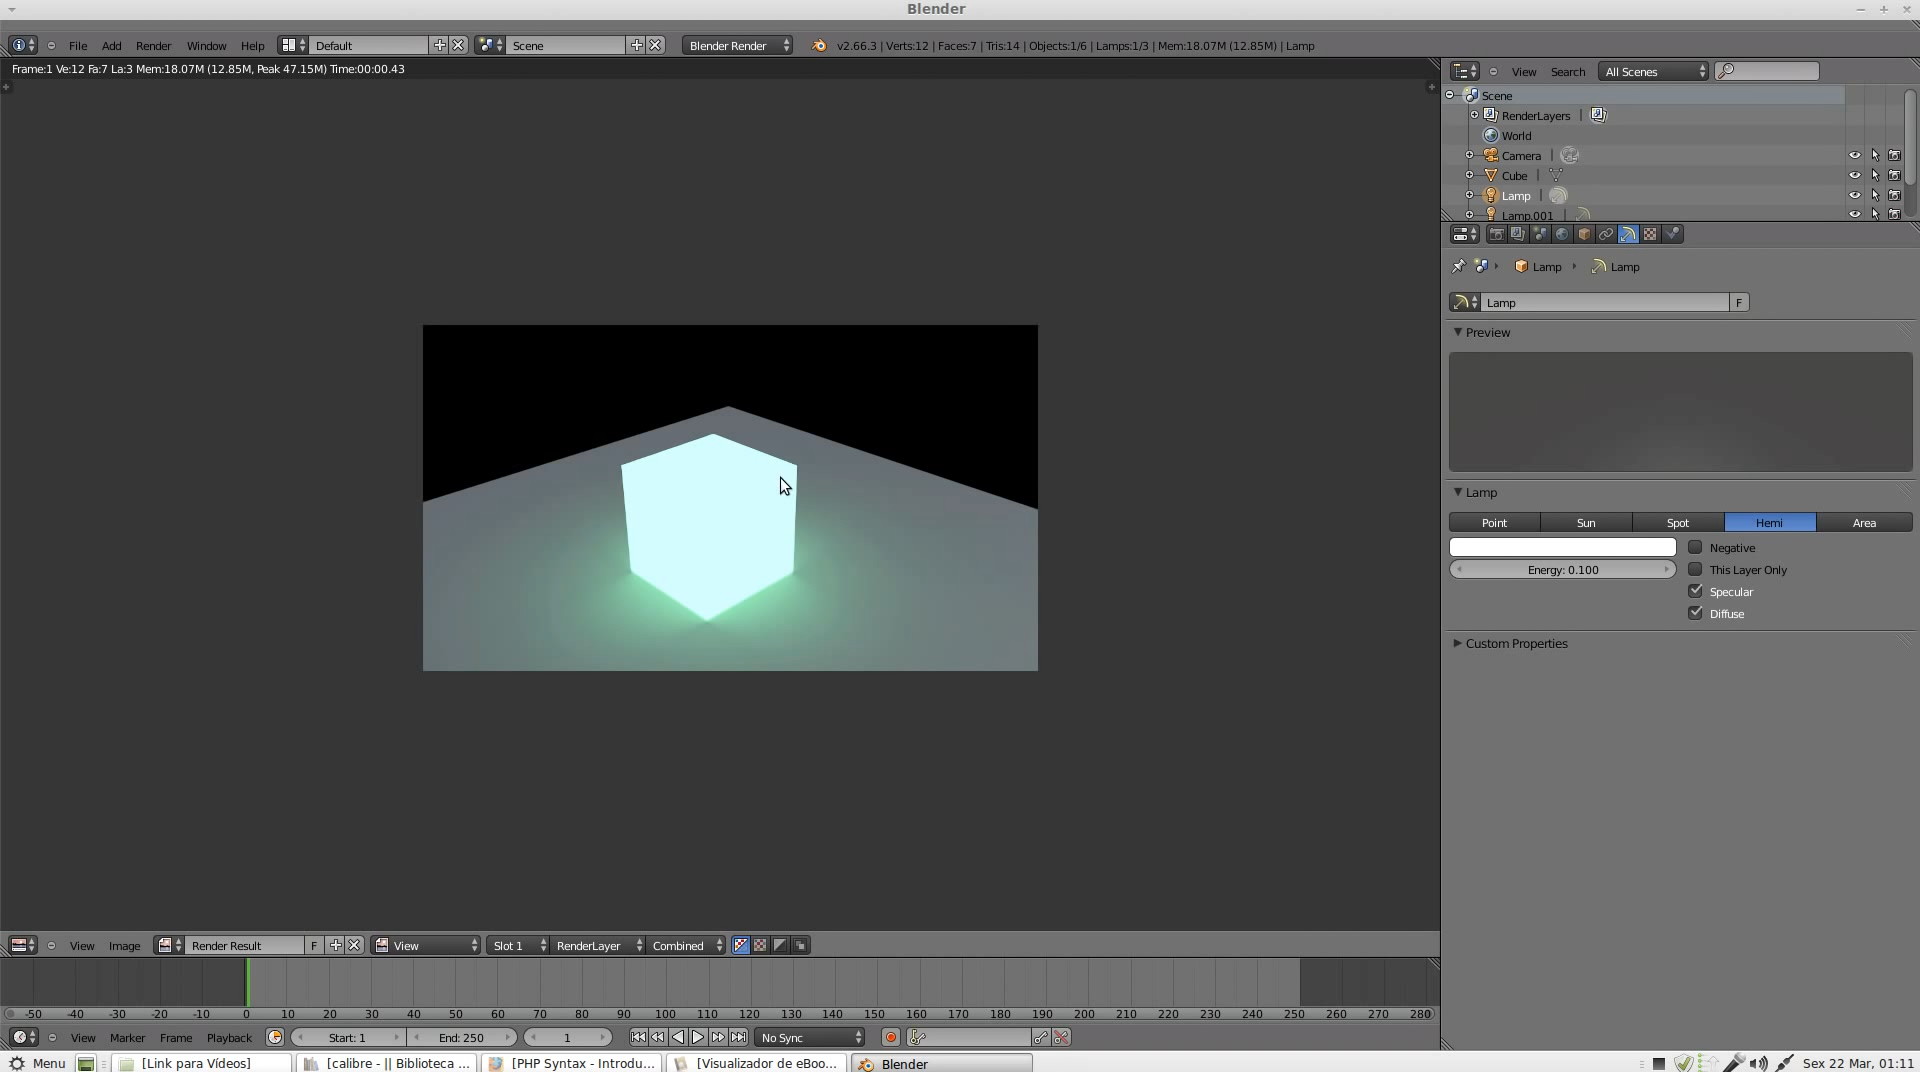 Blender
File Add Render Window Help Default Scene Blender Render v2.66.3 | Verts:12 | Faces:7 | Tris:14 | Objects:1/6 | Lamps:1/3 | Mem:18.07M (12.85M) | Lamp
Frame:1 Ve:12 Fa:7 La:3 Mem:18.07M (12.85M, Peak 47.15M) Time:00:00.43
View Search All Scenes
Scene
RenderLayers |
World
Camera |
Cube |
Lamp |
Lamp.001
Lamp Lamp
Lamp F
Preview
Lamp
Point Sun Spot Hemi Area
Negative
Energy: 0.100 This Layer Only
Specular
Diffuse
Custom Properties
View Image Render Result F View Slot 1 RenderLayer Combined
-50 -40 -30 -20 -10 0 10 20 30 40 50 60 70 80 90 100 110 120 130 140 150 160 170 180 190 200 210 220 230 240 250 260 270 280
View Marker Frame Playback Start: 1 End: 250 1 No Sync
Menu [Link para Vídeos] [calibre - || Biblioteca ... [PHP Syntax - Introdu... [Visualizador de eBoo... Blender Sex 22 Mar, 01:11